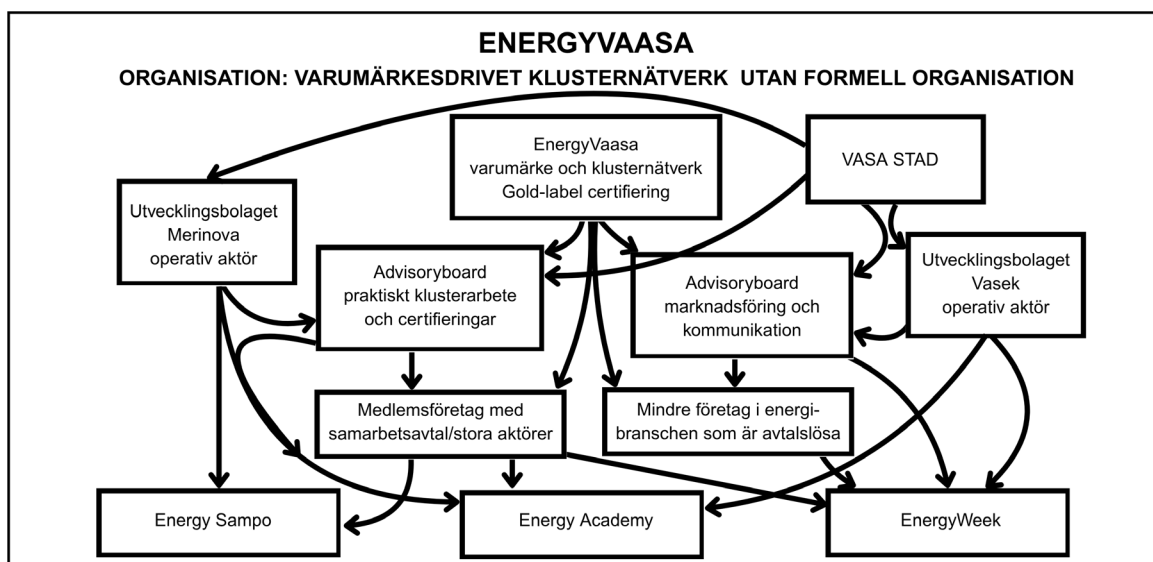 ENERGYVAASA
ORGANISATION: VARUMÄRKESDRIVET KLUSTERNÄTVERK UTAN FORMELL ORGANISATION
EnergyVaasa
varumärke och klusternätverk
Gold-label certifiering
VASA STAD
Utvecklingsbolaget
Merinova
operativ aktör
Advisoryboard
praktiskt klusterarbete
och certifieringar
Advisoryboard
marknadsföring och
kommunikation
Utvecklingsbolaget
Vasek
operativ aktör
Medlemsföretag med
samarbetsavtal/stora aktörer
Mindre företag i energi-
branschen som är avtalslösa
Energy Sampo
Energy Academy
EnergyWeek